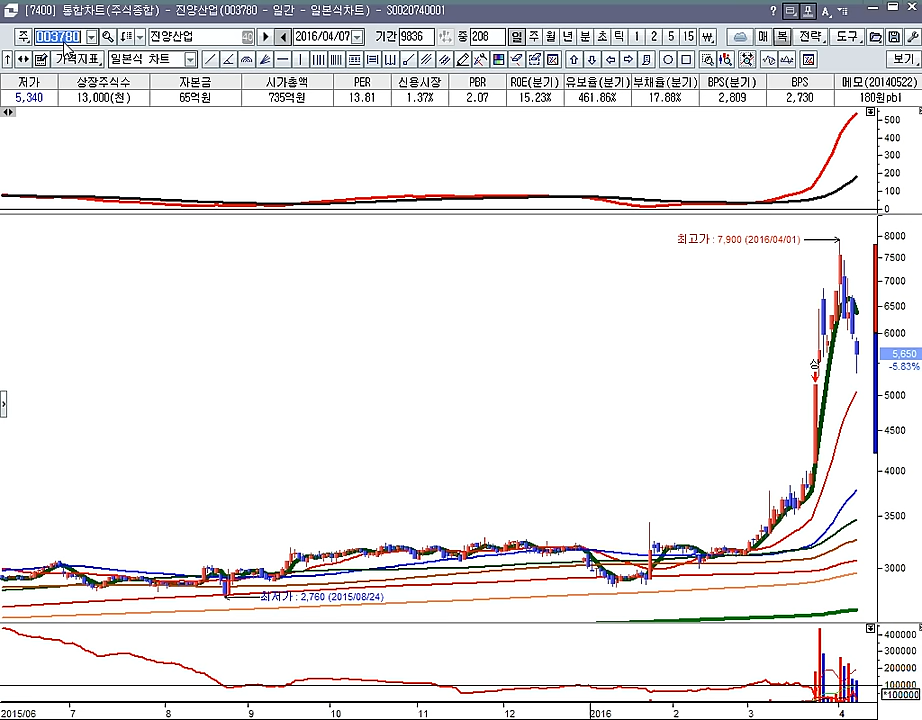 [7400] 통합차트(주식종합) - 진양산업(003780 - 일간 - 일본식차트) - S0020740001
주 003780 진양산업 40 2016/04/07 기간 9836 중 208 일 주 월 년 분 초 틱 1 2 3 5 15 매 복 전략 도구
가격지표 일본식 차트 보기
저가 상장주식수 자본금 시가총액 PER 신용시장 PBR ROE(분기) 유보율(분기) 부채율(분기) BPS(분기) BPS 메모(20140522)
5,340 13,000(천) 65억원 735억원 13.81 1.37% 2.07 15.23% 461.86% 17.88% 2,809 2,730 180원pbl
500
400
300
200
100
0
최고가 : 7,900 (2016/04/01)
8000
7500
7000
6500
6000
5,650
-5.83%
5000
4500
4000
3500
3000
최저가 : 2,760 (2015/08/24)
400000
300000
200000
100000
*100000
2015/06 7 8 9 10 11 12 2016 2 3 4